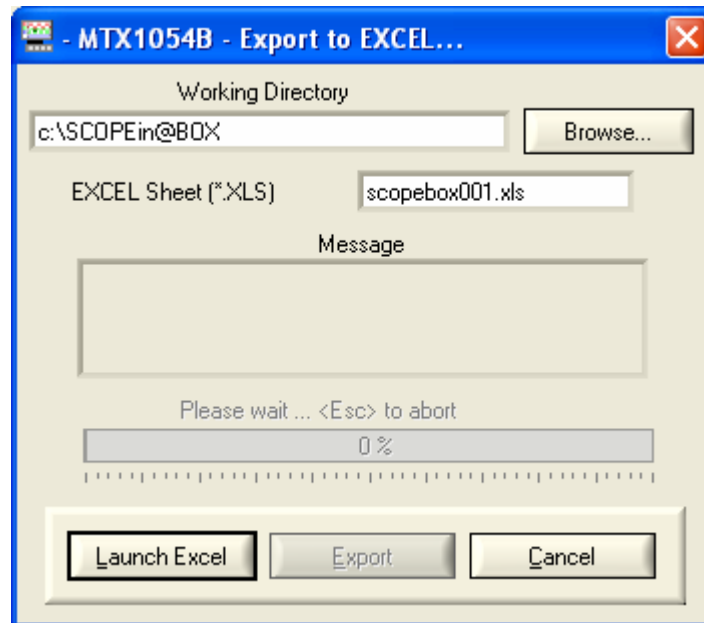 - MTX1054B - Export to EXCEL...
Working Directory
c:\SCOPEin@BOX
Browse...
EXCEL Sheet (*.XLS)
scopebox001.xls
Message
Please wait ... <Esc> to abort
0 %
Launch Excel
Export
Cancel